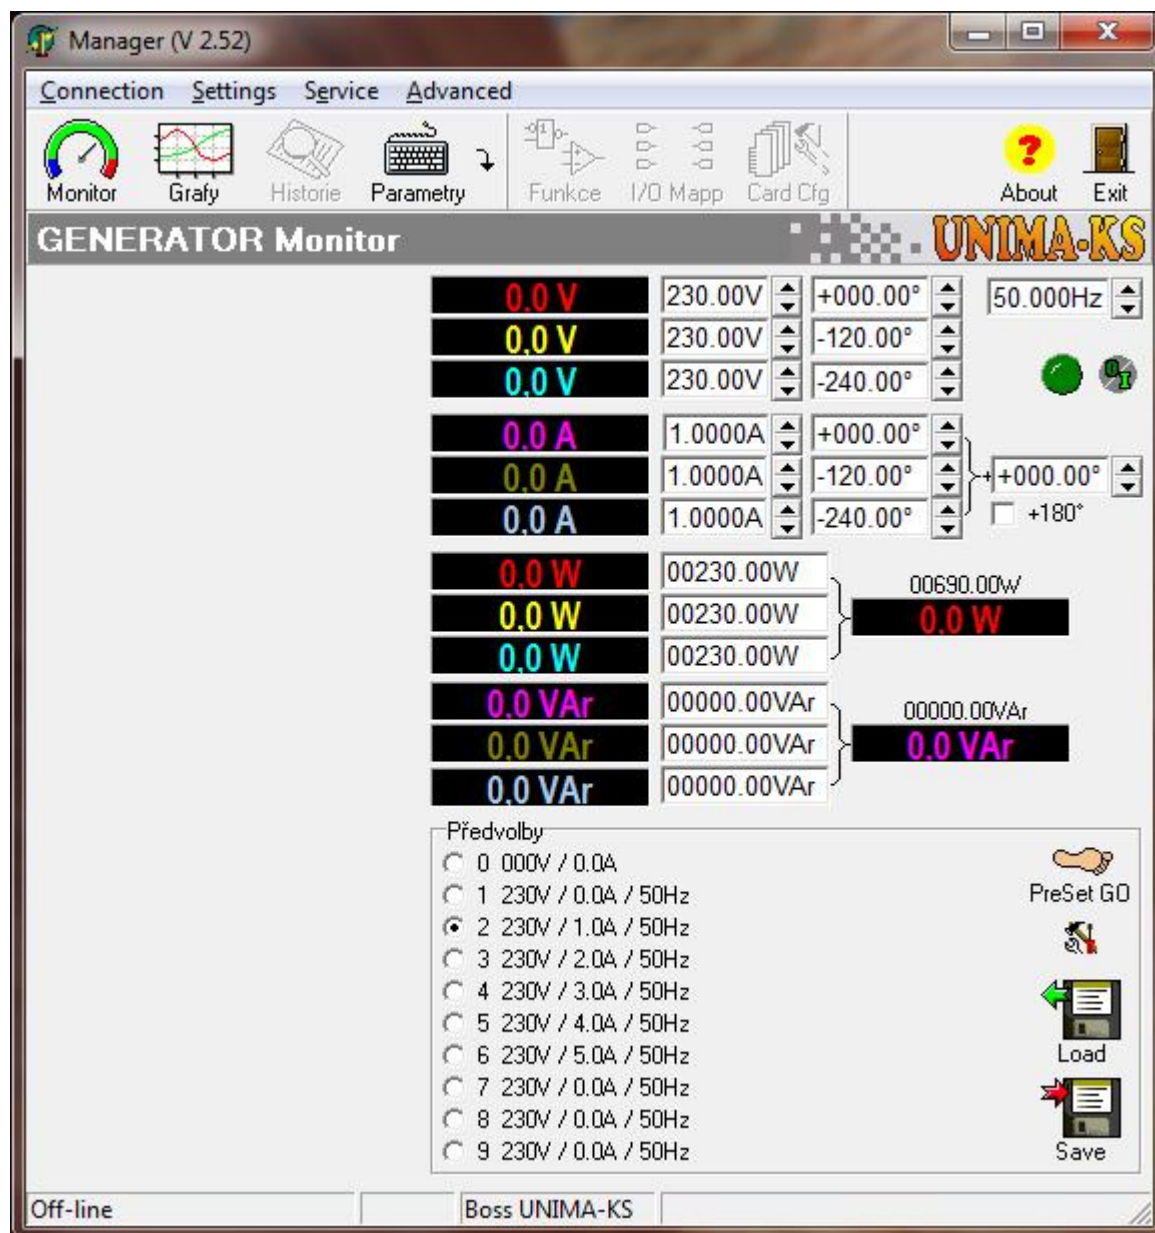 Manager (V 2.52)
Connection Settings Service Advanced
Monitor Grafy Historie Parametry Funkce I/O Mapp Card Cfg About Exit
GENERATOR Monitor UNIMA-KS
0.0 V 230.00V +000.00° 50.000Hz
0,0 V 230.00V -120.00°
0,0 V 230.00V -240.00°
0.0 A 1.0000A +000.00°
0,0 A 1.0000A -120.00° + +000.00°
0,0 A 1.0000A -240.00° +180°
0,0 W 00230.00W 00690.00W
0,0 W 00230.00W 0.0 W
0,0 W 00230.00W
0.0 VAr 00000.00VAr 00000.00VAr
0,0 VAr 00000.00VAr 0.0 VAr
0,0 VAr 00000.00VAr
Předvolby
0 000V / 0.0A
1 230V / 0.0A / 50Hz
2 230V / 1.0A / 50Hz
3 230V / 2.0A / 50Hz
4 230V / 3.0A / 50Hz
5 230V / 4.0A / 50Hz
6 230V / 5.0A / 50Hz
7 230V / 0.0A / 50Hz
8 230V / 0.0A / 50Hz
9 230V / 0.0A / 50Hz
PreSet GO
Load
Save
Off-line Boss UNIMA-KS